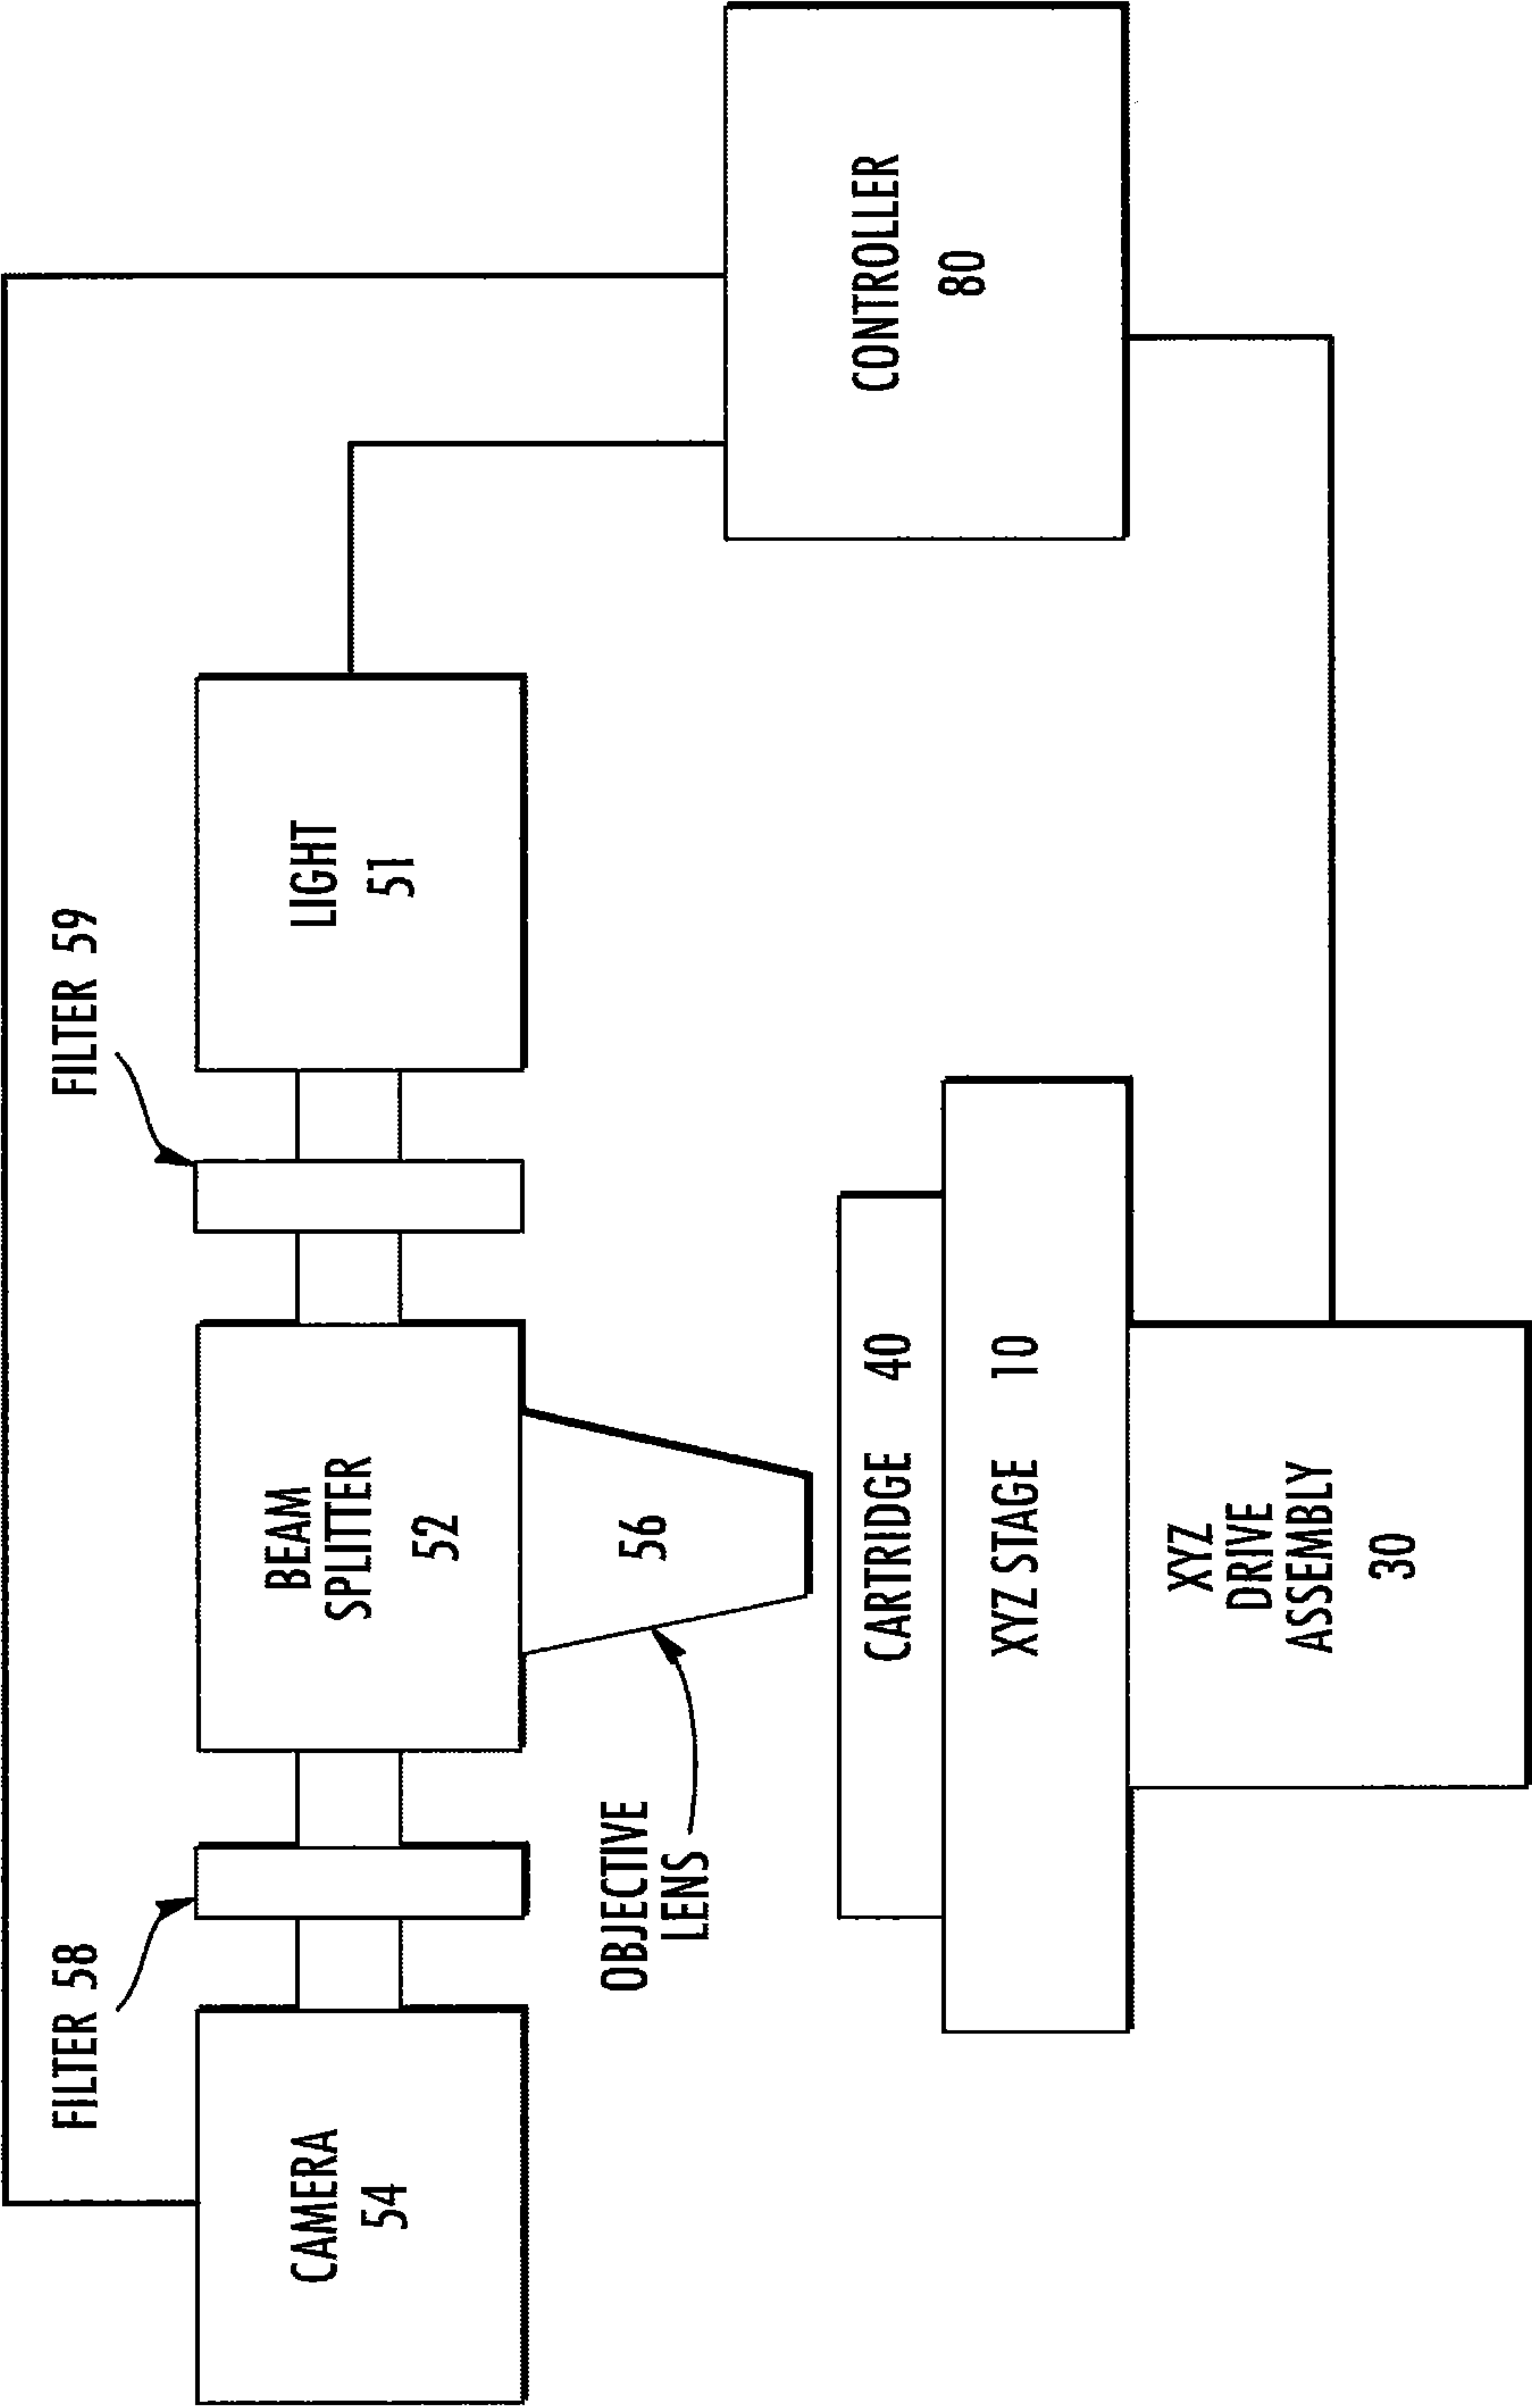 FILTER 58
FILTER 59
CAMERA
54
BEAM
SPLITTER
52
LIGHT
51
OBJECTIVE
LENS
56
CONTROLLER
80
CARTRIDGE 40
XYZ STAGE 10
XYZ
DRIVE
ASSEMBLY
30